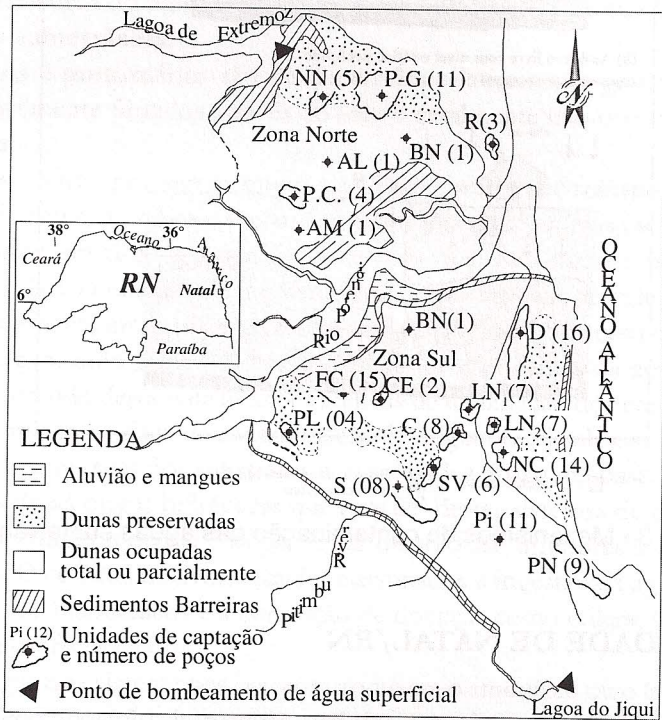 Lagoa de Extremoz
NN (5)
P-G (11)
R(3)
Zona Norte
BN (1)
AL (1)
P.C. (4)
AM (1)
N
38°
36°
Oceano Atlântico
Ceará
RN
Natal
6°
Paraíba
Rio Potengi
OCEANO ATLÂNTICO
BN(1)
D (16)
Zona Sul
FC (15)
CE (2)
LN₁(7)
PL (04)
C (8)
LN₂(7)
NC (14)
S (08)
SV (6)
Pi (11)
PN (9)
R v e r
Pitimbu
Lagoa do Jiqui
LEGENDA
Aluvião e mangues
Dunas preservadas
Dunas ocupadas
total ou parcialmente
Sedimentos Barreiras
Pi (12) Unidades de captação
e número de poços
Ponto de bombeamento de água superficial
OADE DE NATAL/RN